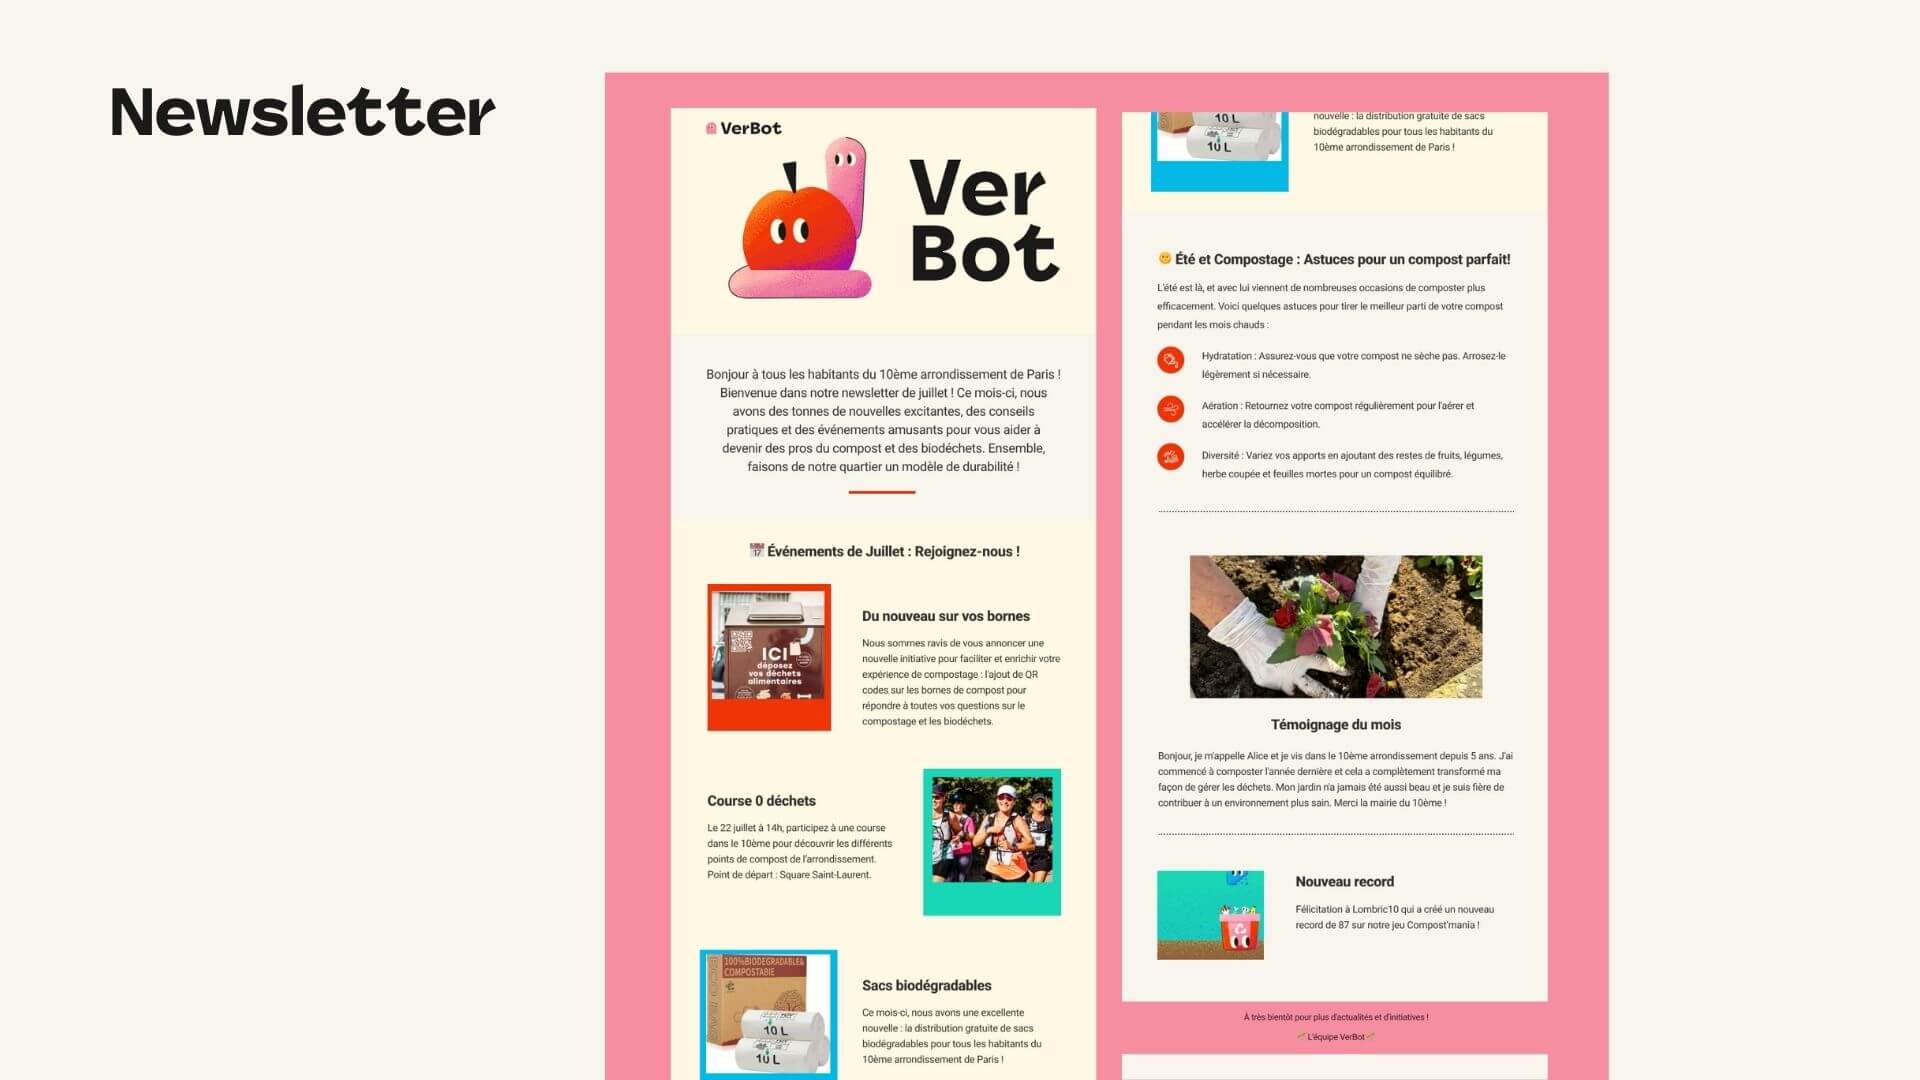 Newsletter
VerBot
Ver
Bot
Bonjour à tous les habitants du 10ème arrondissement de Paris !
Bienvenue dans notre newsletter de juillet ! Ce mois-ci, nous
avons des tonnes de nouvelles excitantes, des conseils
pratiques et des événements amusants pour vous aider à
devenir des pros du compost et des biodéchets. Ensemble,
faisons de notre quartier un modèle de durabilité !
Événements de Juillet : Rejoignez-nous !
ICI
déposez
vos déchets
alimentaires
Du nouveau sur vos bornes
Nous sommes ravis de vous annoncer une
nouvelle initiative pour faciliter et enrichir votre
expérience de compostage : l'ajout de QR
codes sur les bornes de compost pour
répondre à toutes vos questions sur le
compostage et les biodéchets.
Course 0 déchets
Le 22 juillet à 14h, participez à une course
dans le 10ème pour découvrir les différents
points de compost de l'arrondissement.
Point de départ : Square Saint-Laurent.
100%BIODEGRADABLE&
COMPOSTABlE
10 L
10 L
Sacs biodégradables
Ce mois-ci, nous avons une excellente
nouvelle : la distribution gratuite de sacs
biodégradables pour tous les habitants du
10ème arrondissement de Paris !
10 L
10 L
nouvelle : la distribution gratuite de sacs
biodégradables pour tous les habitants du
10ème arrondissement de Paris !
Été et Compostage : Astuces pour un compost parfait!
L'été est là, et avec lui viennent de nombreuses occasions de composter plus
efficacement. Voici quelques astuces pour tirer le meilleur parti de votre compost
pendant les mois chauds :
Hydratation : Assurez-vous que votre compost ne sèche pas. Arrosez-le
légèrement si nécessaire.
Aération : Retournez votre compost régulièrement pour l'aérer et
accélérer la décomposition.
Diversité : Variez vos apports en ajoutant des restes de fruits, légumes,
herbe coupée et feuilles mortes pour un compost équilibré.
Témoignage du mois
Bonjour, je m'appelle Alice et je vis dans le 10ème arrondissement depuis 5 ans. J'ai
commencé à composter l'année dernière et cela a complètement transformé ma
façon de gérer les déchets. Mon jardin n'a jamais été aussi beau et je suis fière de
contribuer à un environnement plus sain. Merci la mairie du 10ème !
Nouveau record
Félicitation à Lombric10 qui a créé un nouveau
record de 87 sur notre jeu Compost'mania !
À très bientôt pour plus d'actualités et d'initiatives !
L'équipe VerBot